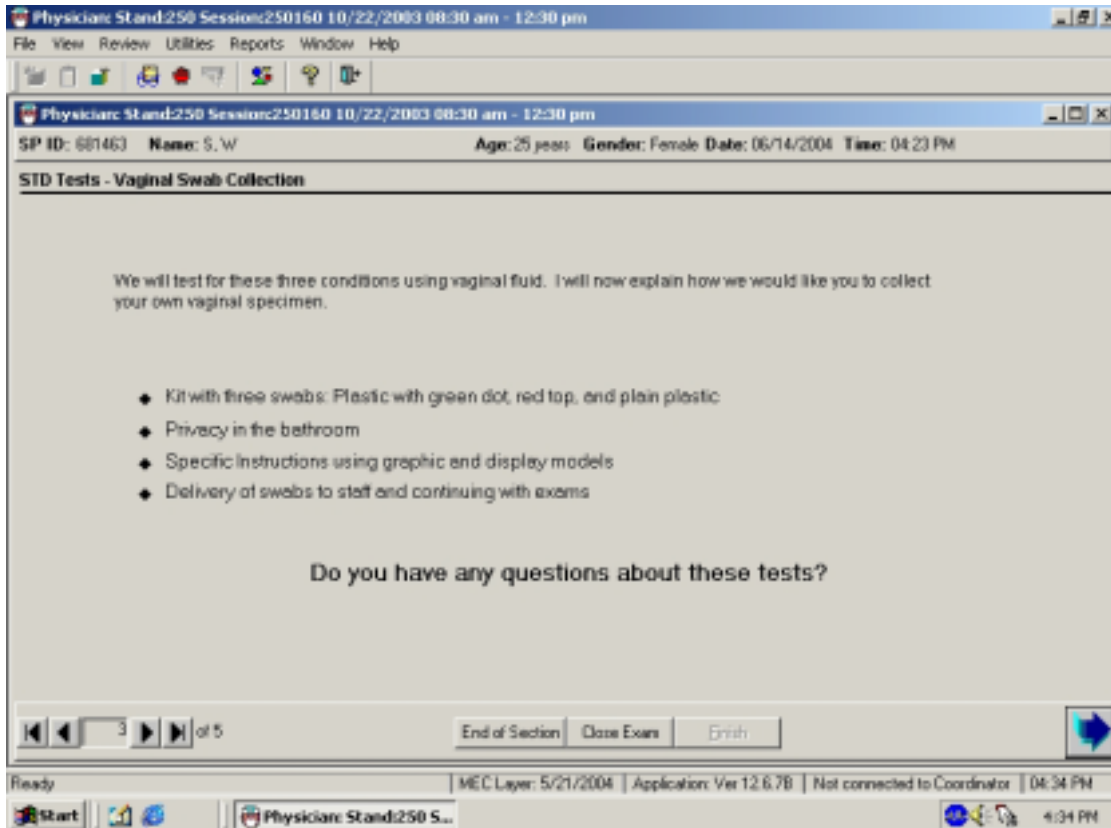 Physician: Stand:250 Session:250160 10/22/2003 08:30 am - 12:30 pm
File View Review Utilities Reports Window Help
Physician: Stand:250 Session:250160 10/22/2003 08:30 am - 12:30 pm
SP ID: 681463 Name: S, W Age: 25 years Gender: Female Date: 06/14/2004 Time: 04:23 PM
STD Tests - Vaginal Swab Collection
We will test for these three conditions using vaginal fluid. I will now explain how we would like you to collect
your own vaginal specimen.
◆ Kit with three swabs: Plastic with green dot, red top, and plain plastic
◆ Privacy in the bathroom
◆ Specific Instructions using graphic and display models
◆ Delivery of swabs to staff and continuing with exams
Do you have any questions about these tests?
3 of 5 End of Section Close Exam Finish
Ready MEC Layer: 5/21/2004 Application: Ver 12.6.7B Not connected to Coordinator 04:34 PM
Start Physician: Stand:250 S... 4:34 PM